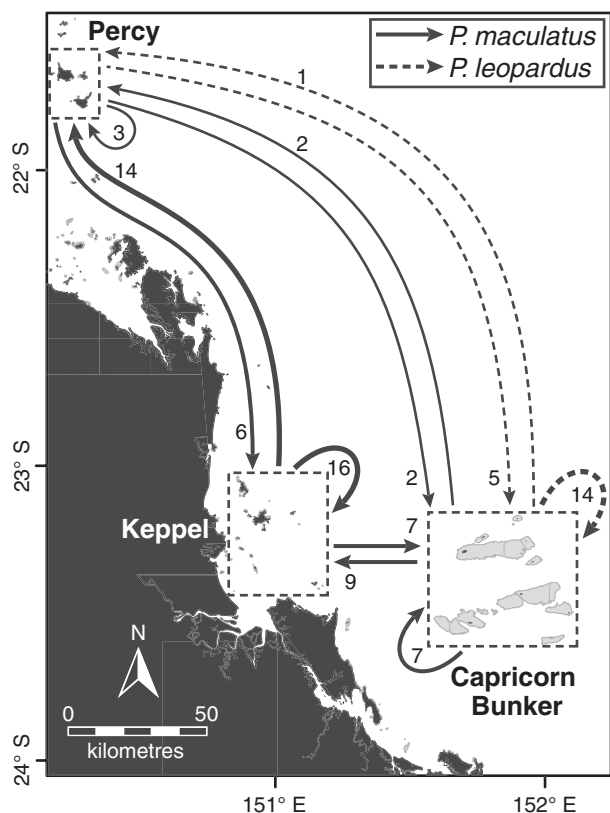 Percy
P. maculatus
P. leopardus
1
2
3
14
22° S
6
2
5
14
23° S
16
Keppel
7
9
7
Capricorn
Bunker
N
0 50
kilometres
24° S
151° E
152° E